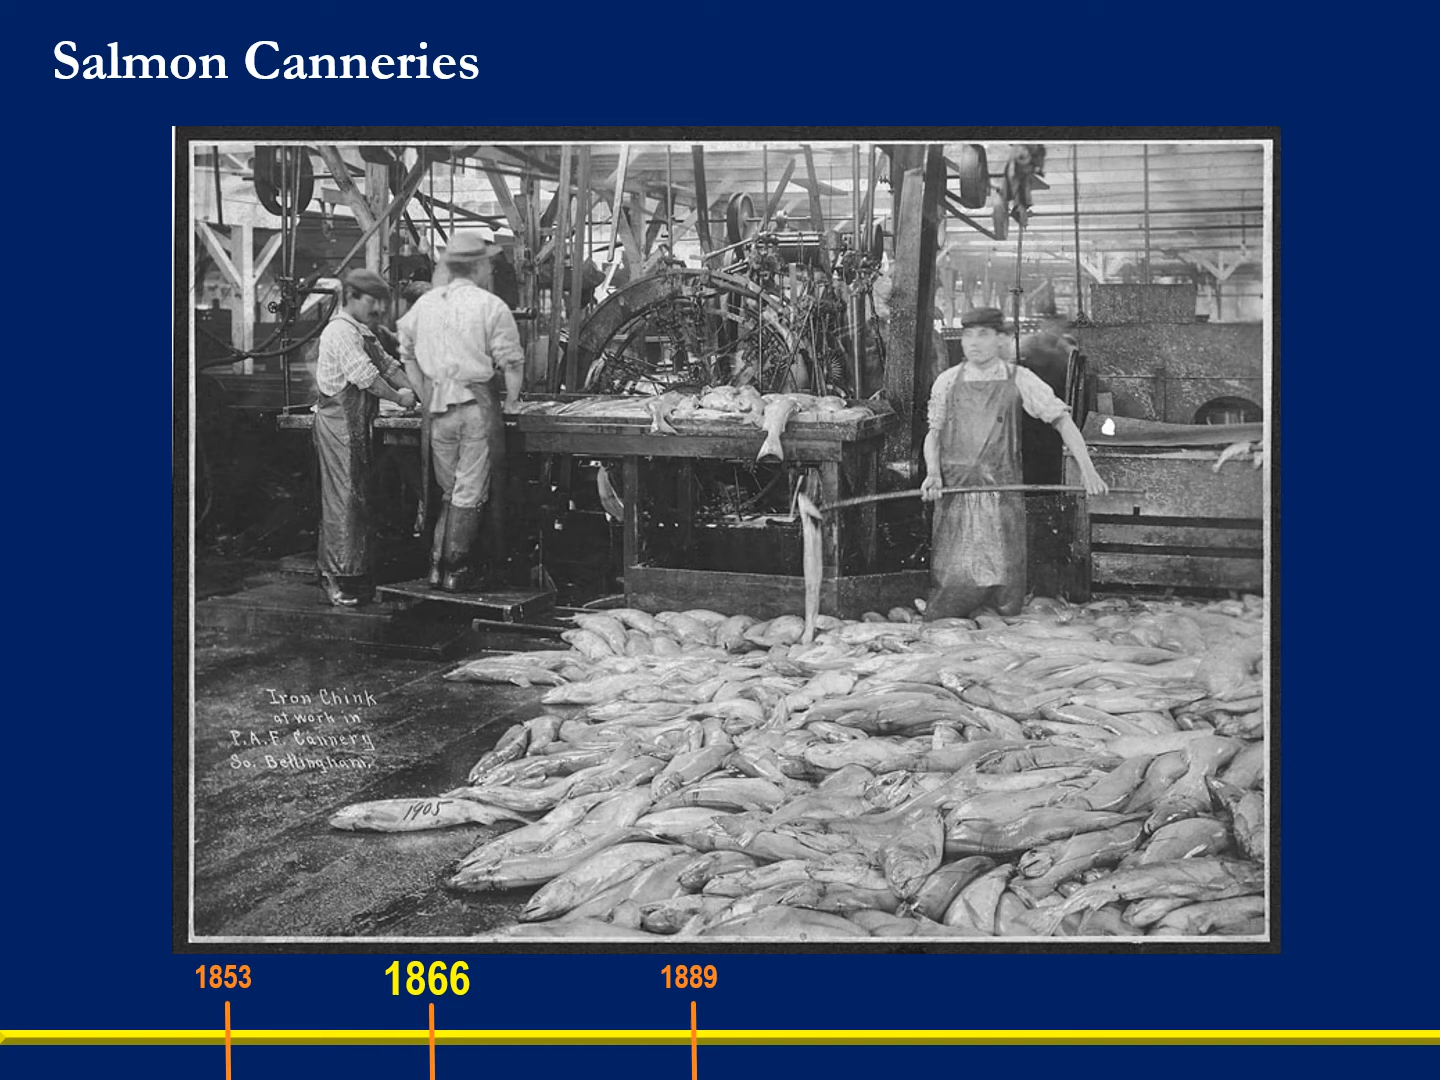 Salmon Canneries
Iron Chink
at work in
P.A.F. Cannery
So. Bellingham.
1905
1853
1866
1889